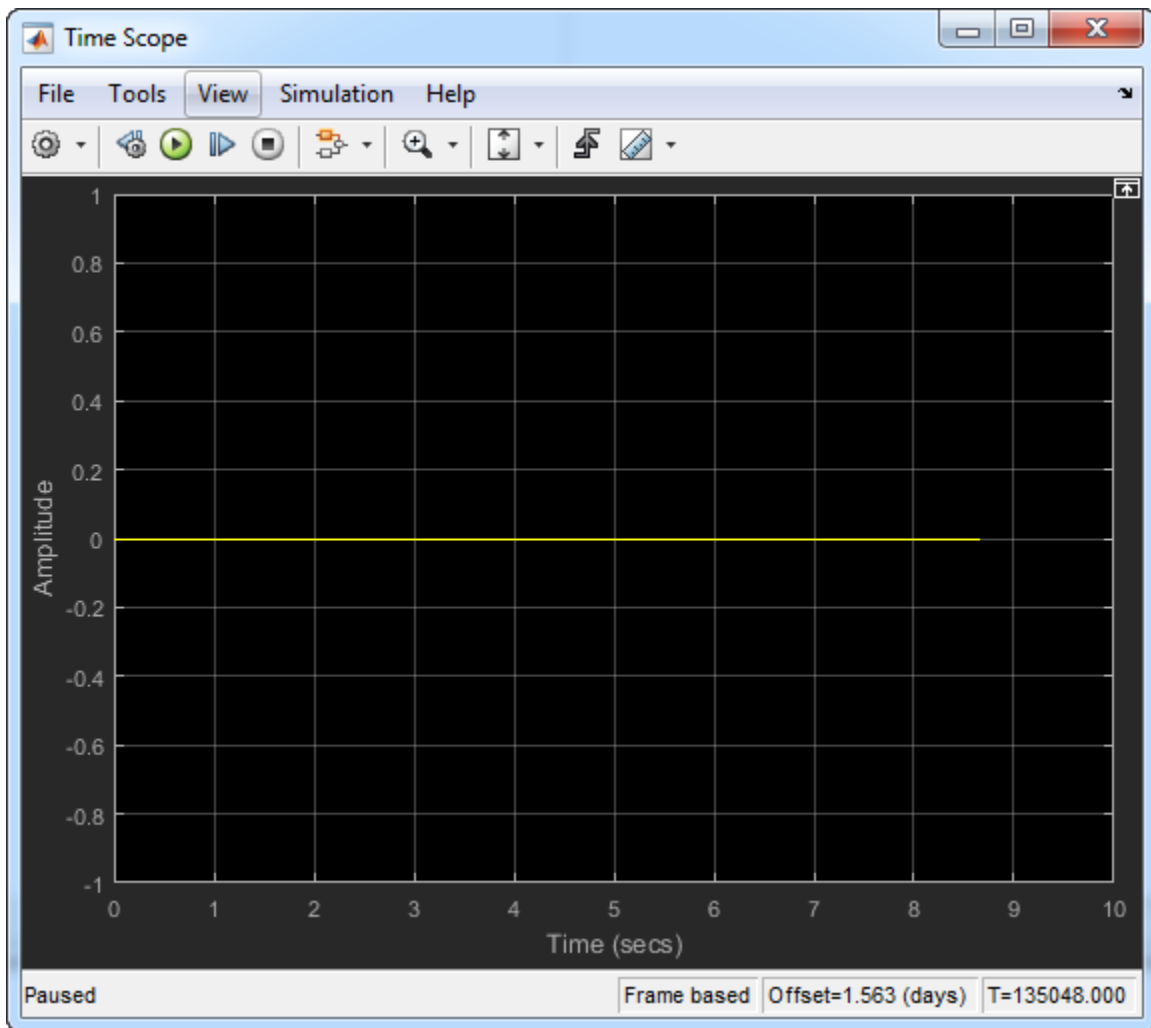 Time Scope
File Tools View Simulation Help
1
0.8
0.6
0.4
0.2
0
-0.2
-0.4
-0.6
-0.8
-1
Amplitude
0 1 2 3 4 5 6 7 8 9 10
Time (secs)
Paused Frame based Offset=1.563 (days) T=135048.000